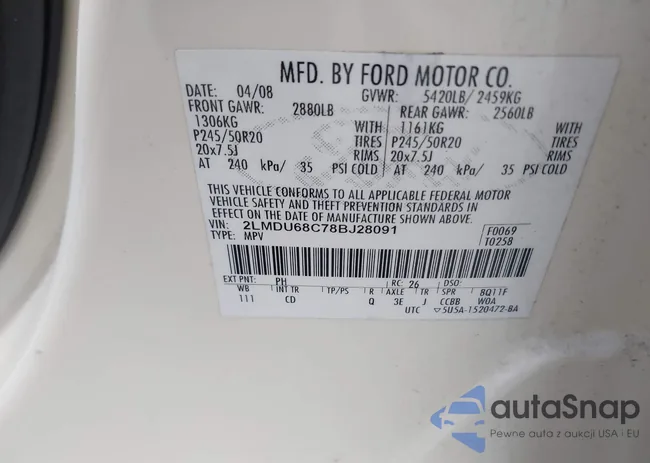 MFD. BY FORD MOTOR CO.
DATE: 04/08 GVWR: 5420LB/ 2459KG
FRONT GAWR: 2880LB REAR GAWR: 2560LB
1306KG WITH 1161KG WITH
P245/50R20 TIRES P245/50R20 TIRES
20x7.5J RIMS 20x7.5J RIMS
AT 240 kPa/ 35 PSI COLD AT 240 kPa/ 35 PSI COLD
THIS VEHICLE CONFORMS TO ALL APPLICABLE FEDERAL MOTOR
VEHICLE SAFETY AND THEFT PREVENTION STANDARDS IN
EFFECT ON THE DATE OF MANUFACTURE SHOWN ABOVE.
VIN: 2LMDU68C78BJ28091 F0069
TYPE: MPV T0258
EXT PNT: PH RC: 26 DSO:
WB INT TR TP/PS R AXLE TR SPR BQ11F
111 CD Q 3E J CCBB WOA
UTC ▽5U5A-1520472-BA
autaSnap
Pewne auta z aukcji USA i EU